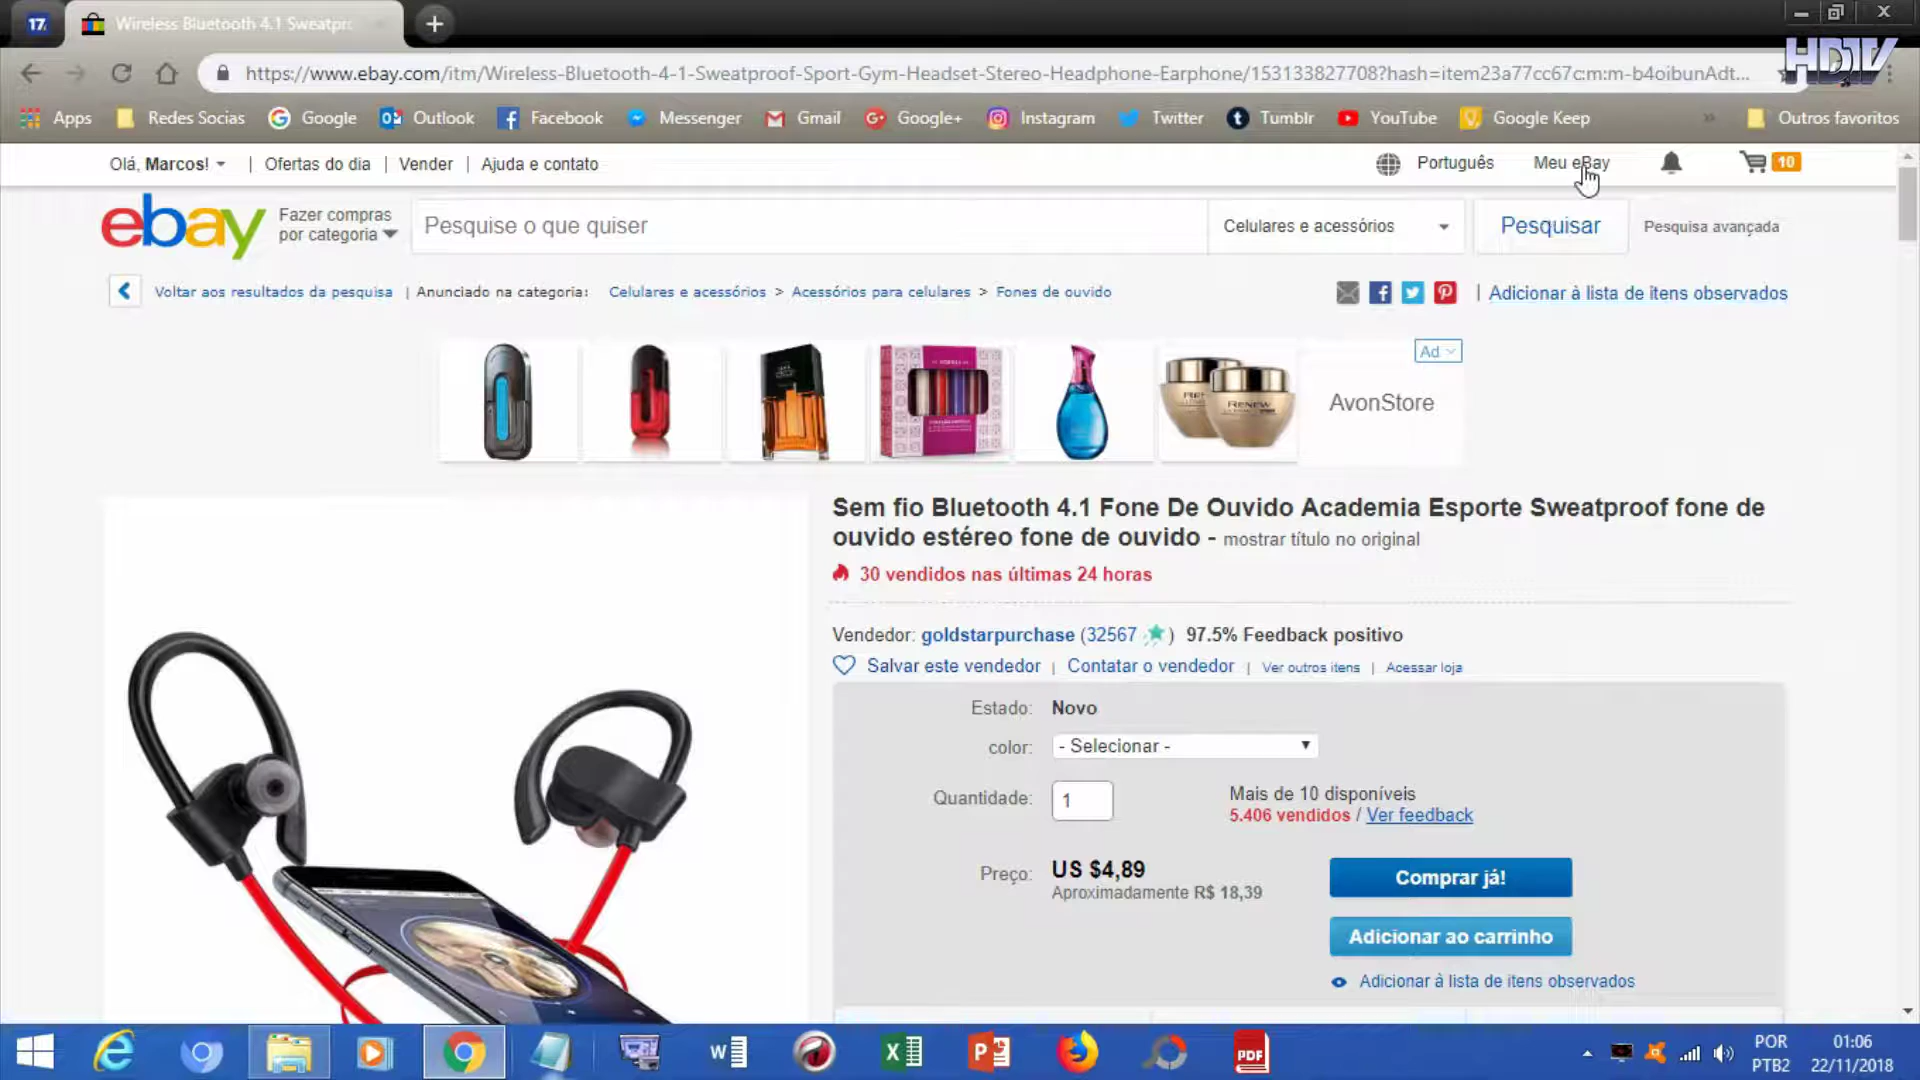 17.
Wireless Bluetooth 4.1 Sweatpro
HDTV
https://www.ebay.com/itm/Wireless-Bluetooth-4-1-Sweatproof-Sport-Gym-Headset-Stereo-Headphone-Earphone/153133827708?hash=item23a77cc67c:m:m-b4oibunAdt...
Apps Redes Socias Google Outlook Facebook Messenger Gmail Google+ Instagram Twitter Tumblr YouTube Google Keep » Outros favoritos
Olá, Marcos! | Ofertas do dia | Vender | Ajuda e contato Português Meu eBay 10
ebay
Fazer compras
por categoria
Pesquise o que quiser Celulares e acessórios Pesquisar Pesquisa avançada
Voltar aos resultados da pesquisa | Anunciado na categoria: Celulares e acessórios > Acessórios para celulares > Fones de ouvido | Adicionar à lista de itens observados
Ad
AvonStore
RENEW
Sem fio Bluetooth 4.1 Fone De Ouvido Academia Esporte Sweatproof fone de
ouvido estéreo fone de ouvido - mostrar título no original
30 vendidos nas últimas 24 horas
Vendedor: goldstarpurchase (32567 ) 97.5% Feedback positivo
Salvar este vendedor | Contatar o vendedor | Ver outros itens | Acessar loja
Estado: Novo
color: - Selecionar -
Quantidade: 1
Mais de 10 disponíveis
5.406 vendidos / Ver feedback
Preço: US $4,89
Aproximadamente R$ 18,39
Comprar já!
Adicionar ao carrinho
Adicionar à lista de itens observados
PDF
POR
PTB2
01:06
22/11/2018